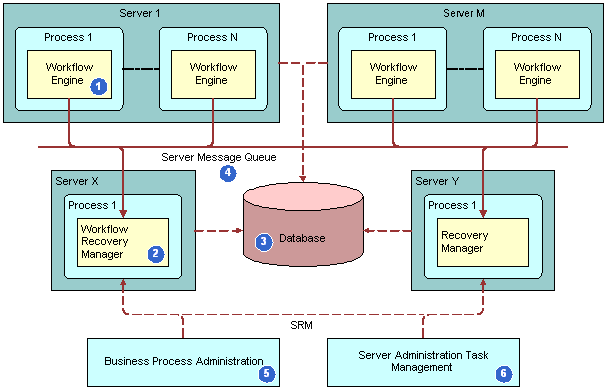 Server 1
Server M
Process 1
Process N
Process 1
Process N
Workflow
Engine
1
Workflow
Engine
Workflow
Engine
Workflow
Engine
Server Message Queue
4
Server X
Process 1
Workflow
Recovery
Manager
2
3
Database
Server Y
Process 1
Recovery
Manager
SRM
Business Process Administration
5
Server Administration Task
Management
6